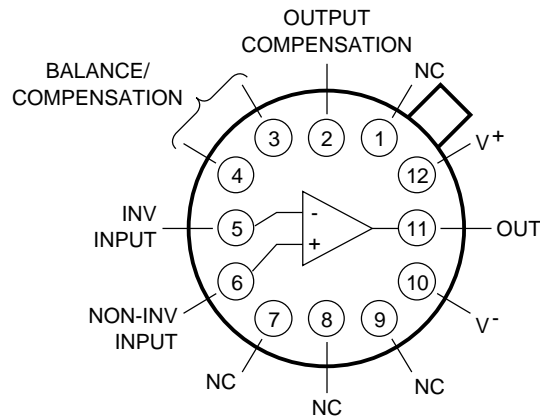 OUTPUT
COMPENSATION
BALANCE/
COMPENSATION
NC
3
2
1
4
12
V+
INV
INPUT
5
-
+
11
OUT
6
10
NON-INV
INPUT
7
8
9
V-
NC
NC
NC